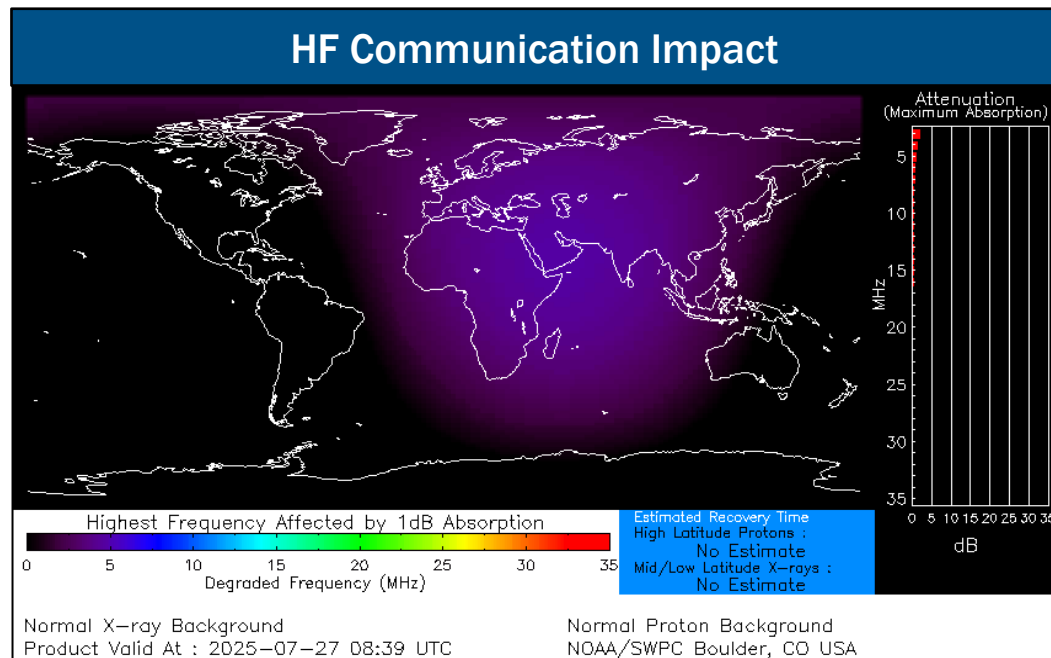 HF Communication Impact
Attenuation
(Maximum Absorption)
5
10
15
20
25
30
35
MHz
0 5 10 15 20 25 30 35
dB
Highest Frequency Affected by 1dB Absorption
0 5 10 15 20 25 30 35
Degraded Frequency (MHz)
Estimated Recovery Time
High Latitude Protons :
No Estimate
Mid/Low Latitude X-rays :
No Estimate
Normal X-ray Background
Product Valid At : 2025-07-27 08:39 UTC
Normal Proton Background
NOAA/SWPC Boulder, CO USA